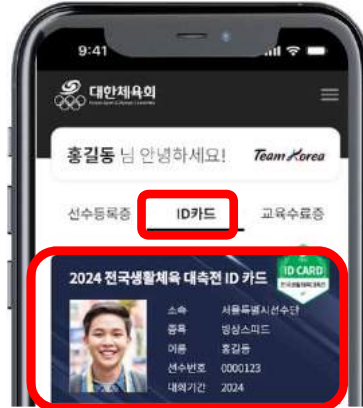 9:41
대한체육회
홍길동 님 안녕하세요!
Team Korea
선수등록증 ID카드 교육수료증
2024 전국생활체육 대축전 ID 카드
ID CARD
소속 서울특별시선수단
종목 빙상스피드
이름 홍길동
선수번호 0000123
대회기간 2024